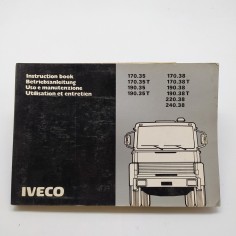 Instruction book
Betriebsanleitung
Uso e manutenzione
Utilisation et entretien
170.35 170.38
170.35 T 170.38 T
190.35 190.38
190.35 T 190.38 T
220.38
240.38
IVECO